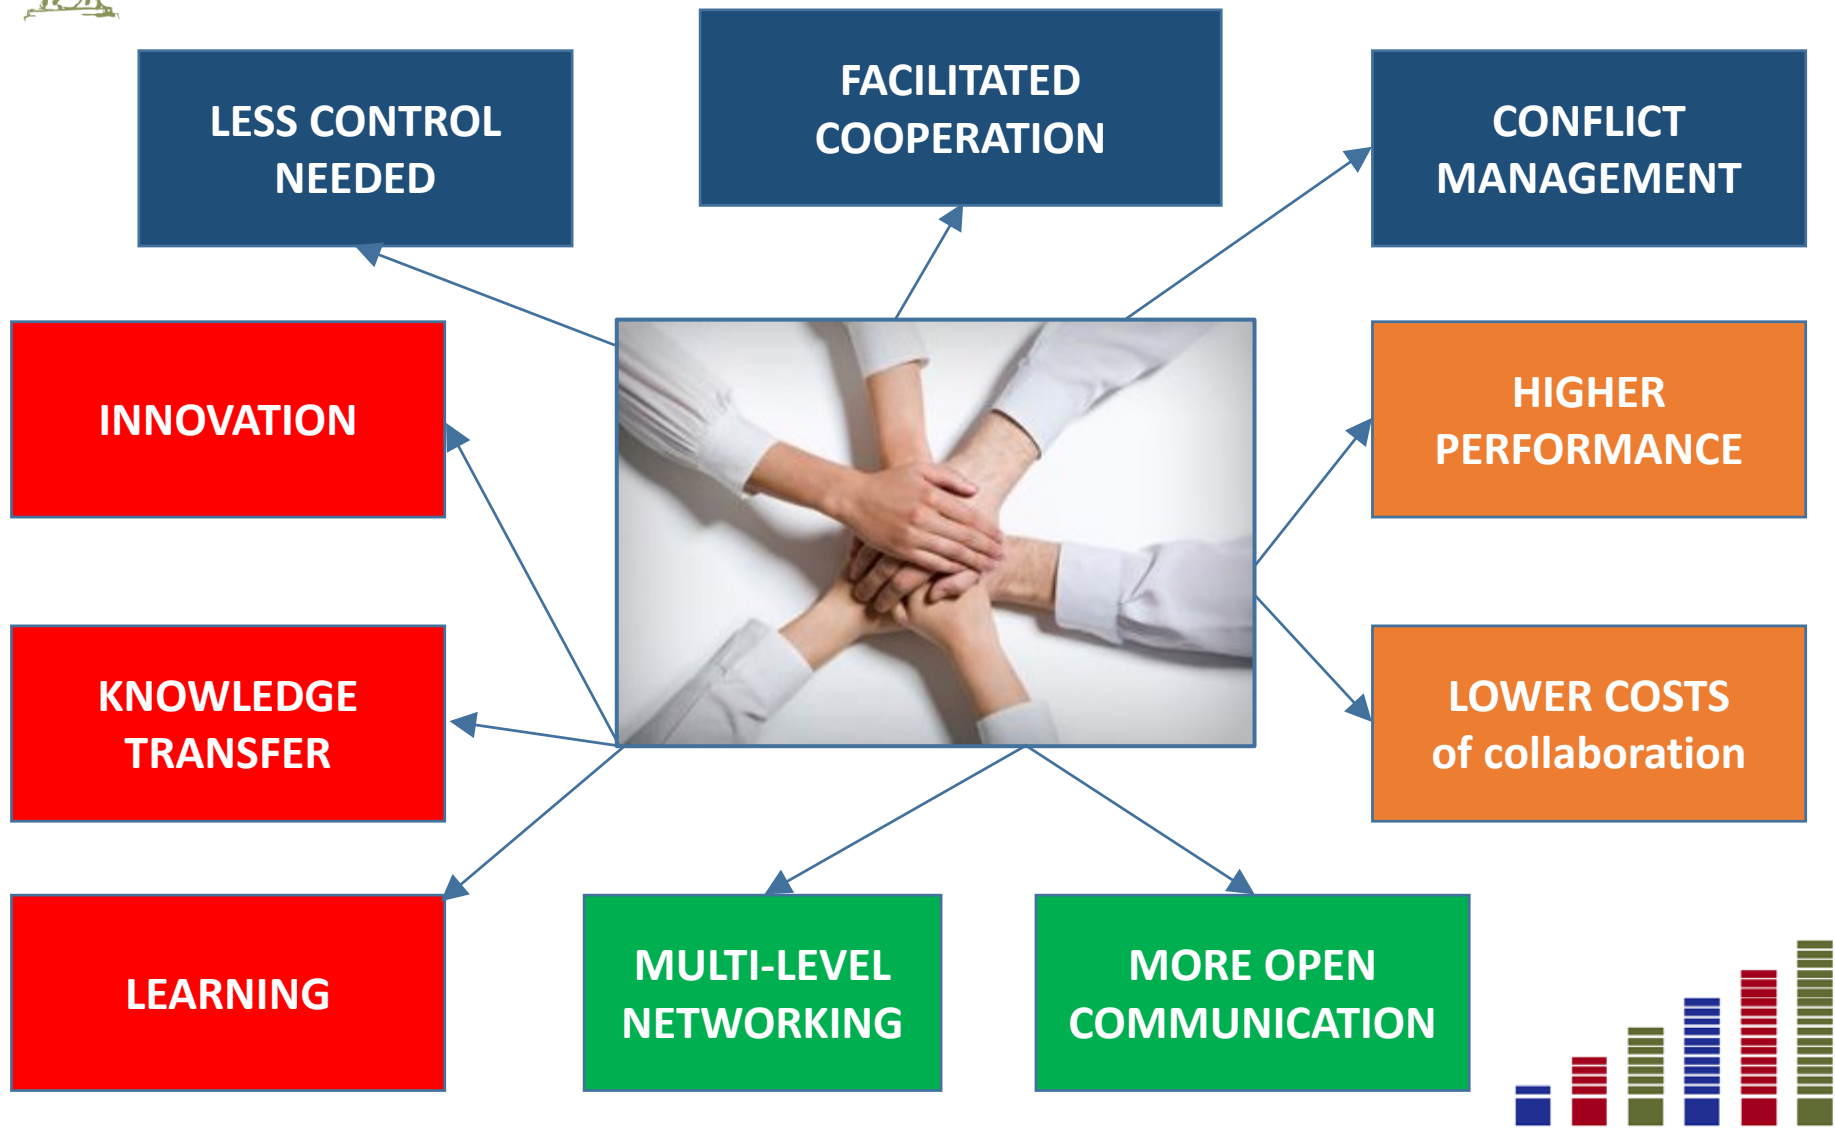 LESS CONTROL
NEEDED
FACILITATED
COOPERATION
CONFLICT
MANAGEMENT
INNOVATION
HIGHER
PERFORMANCE
KNOWLEDGE
TRANSFER
LOWER COSTS
of collaboration
LEARNING
MULTI-LEVEL
NETWORKING
MORE OPEN
COMMUNICATION